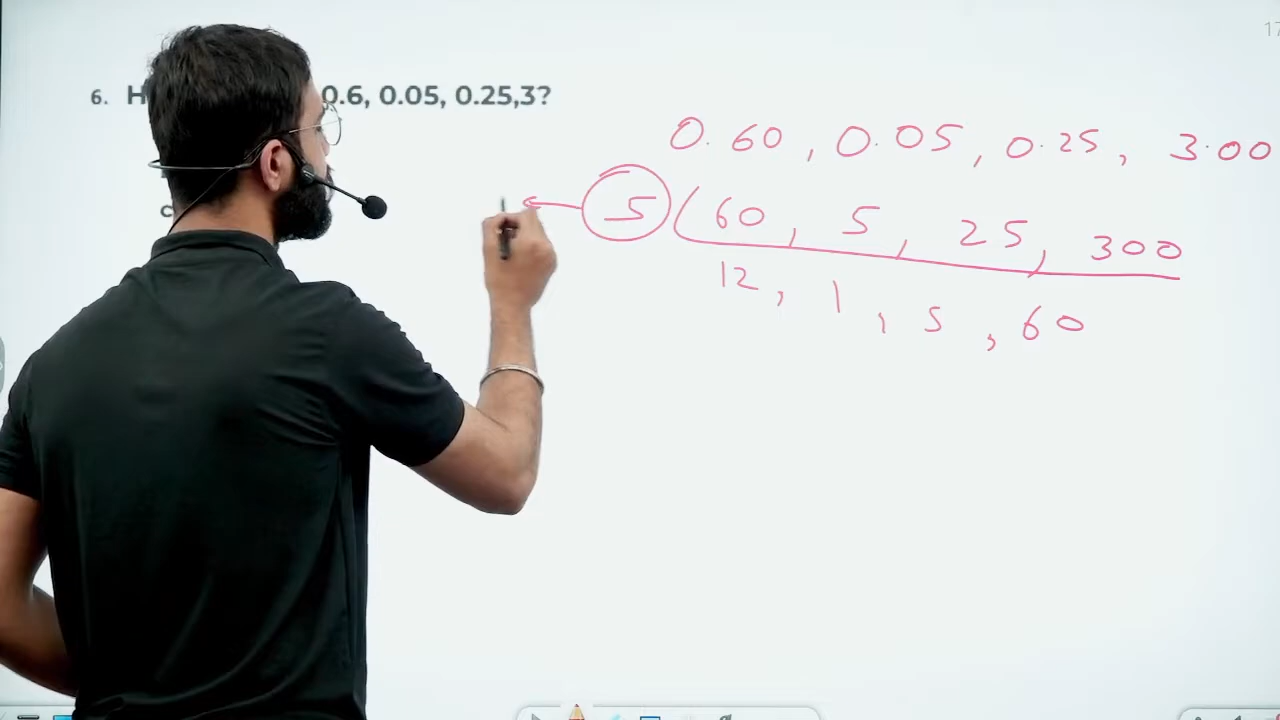 6. H 0.6, 0.05, 0.25,3?
17
0.60 , 0.05 , 0.25 , 3.00
5 ( 60 , 5 , 25 , 300
12 , 1 , 5 , 60